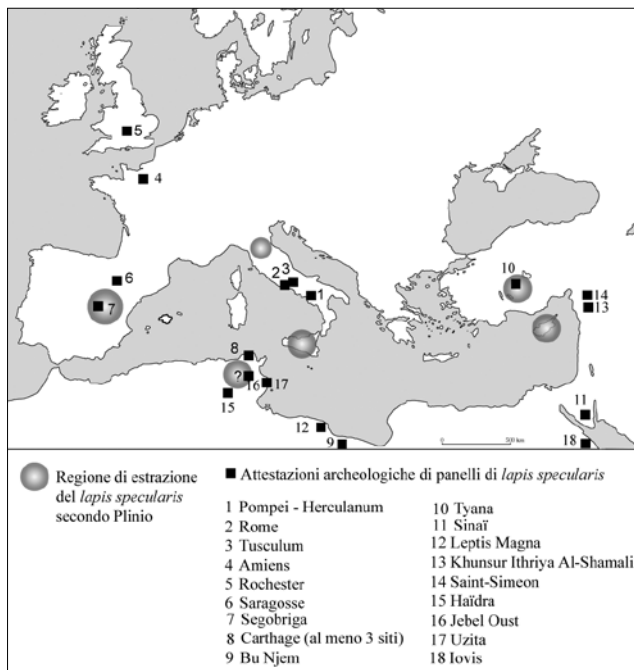 5
4
6
7
2
3
1
10
14
13
8
?
16
17
15
12
9
11
18
0 500 km
Regione di estrazione
del lapis specularis
secondo Plinio
Attestazioni archeologiche di panelli di lapis specularis
1 Pompei - Herculanum
2 Rome
3 Tusculum
4 Amiens
5 Rochester
6 Saragosse
7 Segobriga
8 Carthage (al meno 3 siti)
9 Bu Njem
10 Tyana
11 Sinaï
12 Leptis Magna
13 Khunsur Ithriya Al-Shamali
14 Saint-Simeon
15 Haïdra
16 Jebel Oust
17 Uzita
18 Iovis